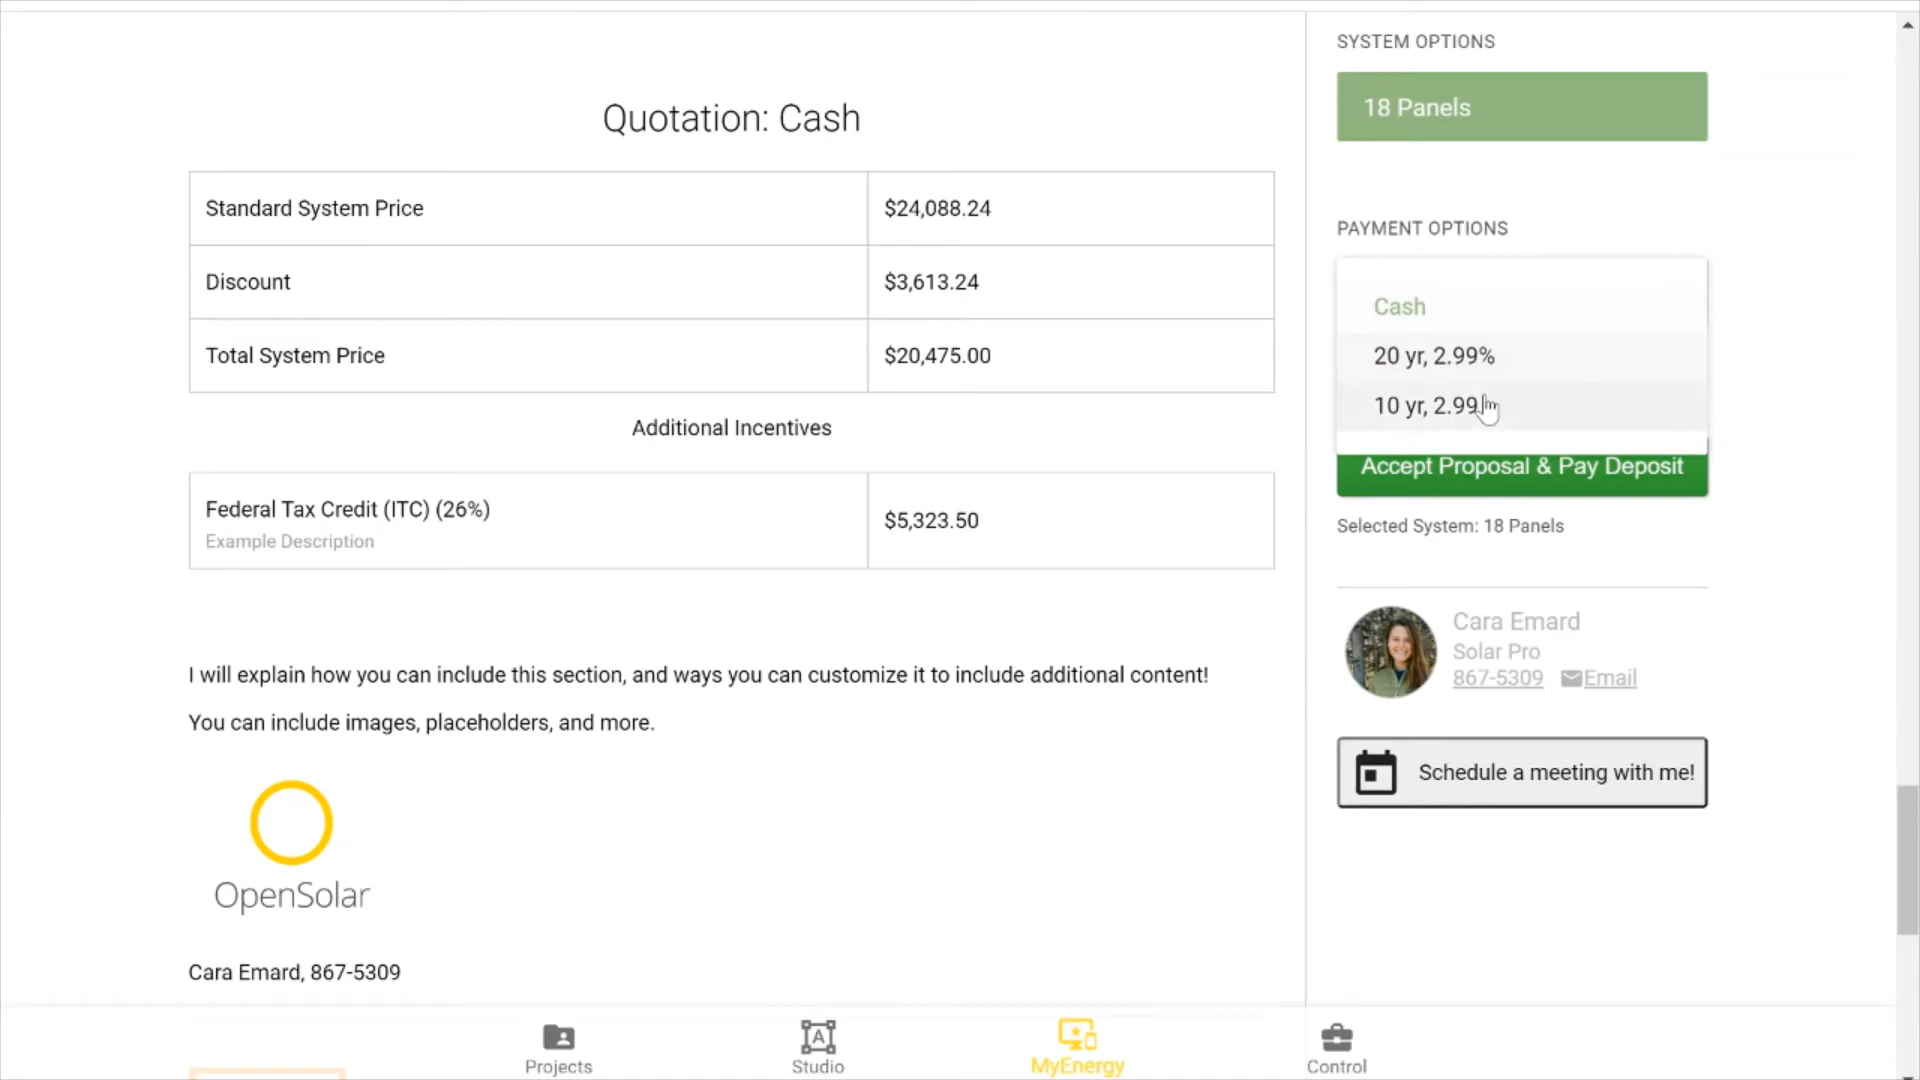 Quotation: Cash
Standard System Price $24,088.24
Discount $3,613.24
Total System Price $20,475.00
Additional Incentives
Federal Tax Credit (ITC) (26%) $5,323.50
Example Description
I will explain how you can include this section, and ways you can customize it to include additional content!
You can include images, placeholders, and more.
OpenSolar
Cara Emard, 867-5309
SYSTEM OPTIONS
18 Panels
PAYMENT OPTIONS
Cash
20 yr, 2.99%
10 yr, 2.99
Accept Proposal & Pay Deposit
Selected System: 18 Panels
Cara Emard
Solar Pro
867-5309 Email
Schedule a meeting with me!
Projects Studio MyEnergy Control